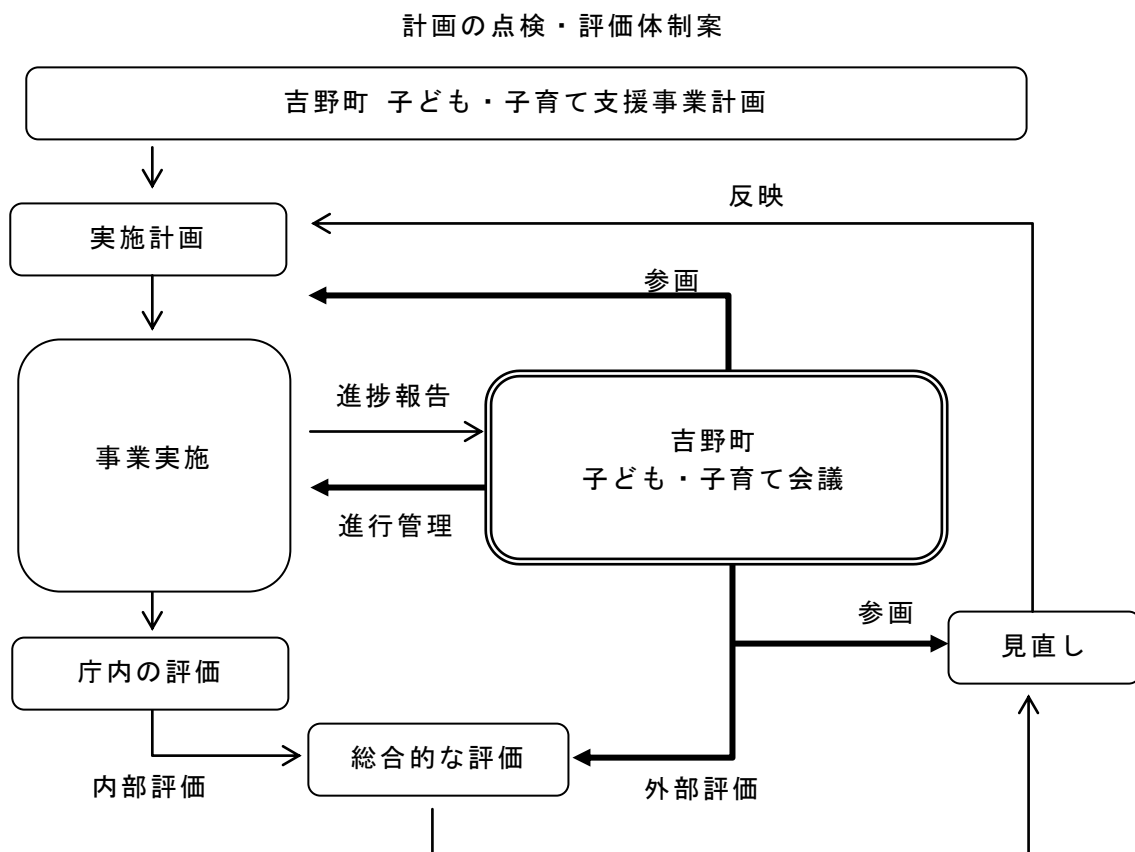 計画の点検・評価体制案
吉野町 子ども・子育て支援事業計画
反映
実施計画
参画
進捗報告
吉野町
子ども・子育て会議
事業実施
進行管理
参画
見直し
庁内の評価
総合的な評価
内部評価
外部評価